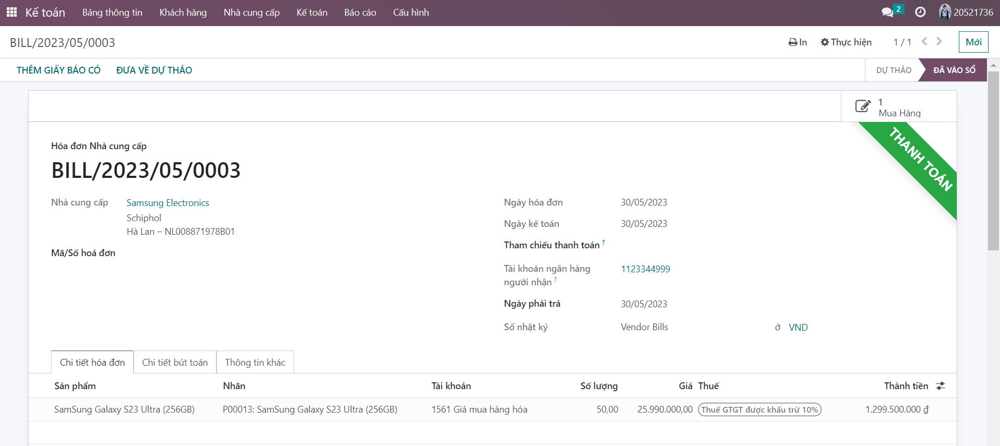 Kế toán Bảng thông tin Khách hàng Nhà cung cấp Kế toán Báo cáo Cấu hình 2 20521736
BILL/2023/05/0003 In Thực hiện 1 / 1 Mới
THÊM GIẤY BÁO CÓ ĐƯA VỀ DỰ THẢO DỰ THẢO ĐÃ VÀO SỔ
1
Mua Hàng
THANH TOÁN
Hóa đơn Nhà cung cấp
BILL/2023/05/0003
Nhà cung cấp Samsung Electronics
Schiphol
Hà Lan – NL008871978B01
Mã/Số hoá đơn
Ngày hóa đơn 30/05/2023
Ngày kế toán 30/05/2023
Tham chiếu thanh toán ?
Tài khoản ngân hàng
người nhận ? 1123344999
Ngày phải trả 30/05/2023
Sổ nhật ký Vendor Bills ở VND
Chi tiết hóa đơn Chi tiết bút toán Thông tin khác
Sản phẩm Nhãn Tài khoản Số lượng Giá Thuế Thành tiền
SamSung Galaxy S23 Ultra (256GB) P00013: SamSung Galaxy S23 Ultra (256GB) 1561 Giá mua hàng hóa 50,00 25.990.000,00 Thuế GTGT được khấu trừ 10% 1.299.500.000 ₫